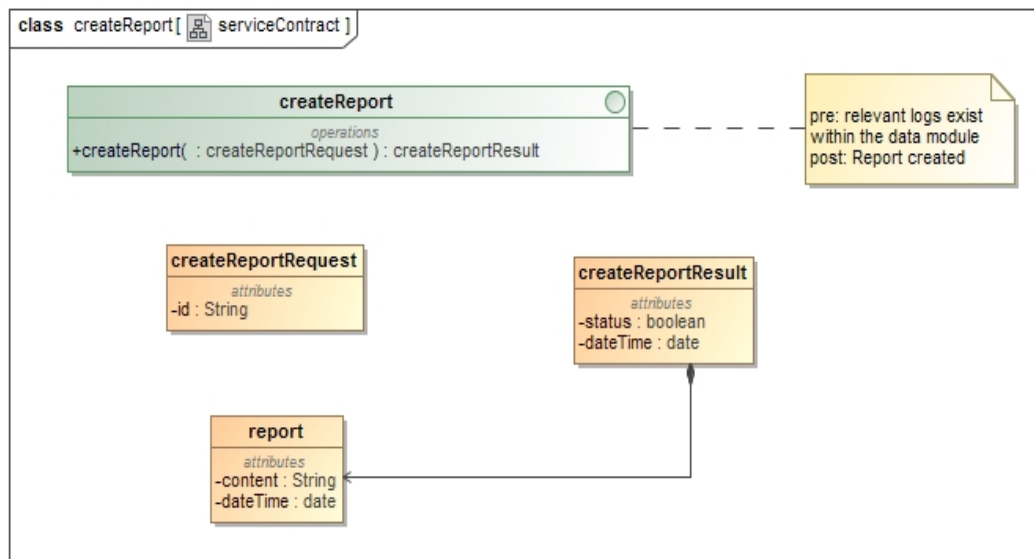 class createReport [ serviceContract ]
createReport
operations
+createReport( : createReportRequest ) : createReportResult
pre: relevant logs exist
within the data module
post: Report created
createReportRequest
attributes
-id : String
createReportResult
attributes
-status : boolean
-dateTime : date
report
attributes
-content : String
-dateTime : date